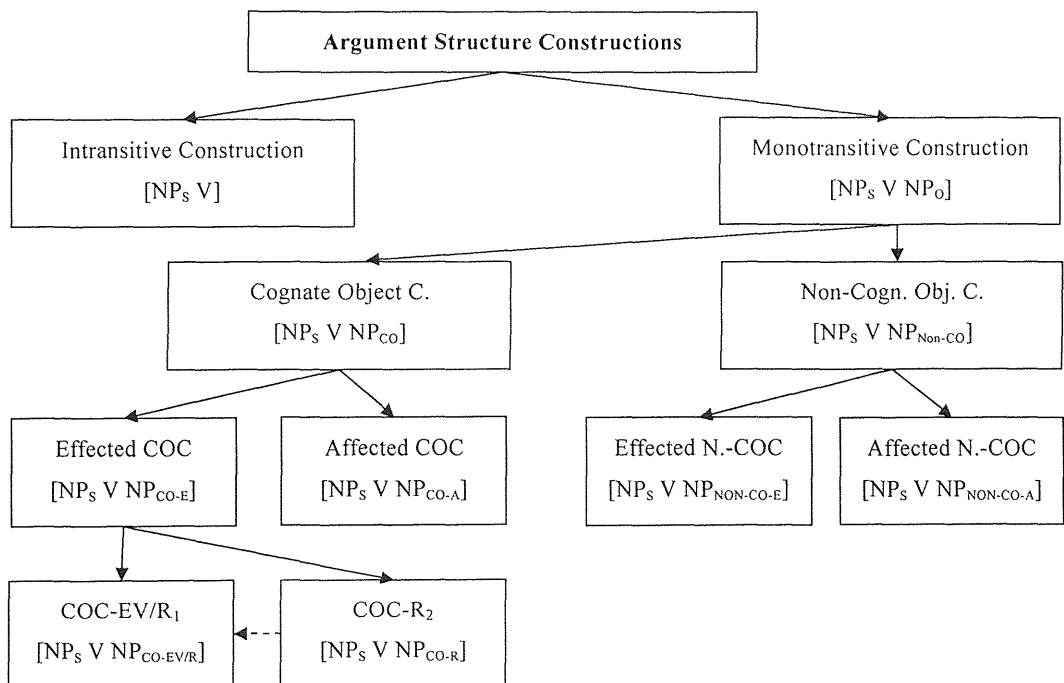 Argument Structure Constructions
Intransitive Construction
[NPS V]
Monotransitive Construction
[NPS V NPO]
Cognate Object C.
[NPS V NPCO]
Non-Cogn. Obj. C.
[NPS V NPNon-CO]
Effected COC
[NPS V NPCO-E]
Affected COC
[NPS V NPCO-A]
Effected N.-COC
[NPS V NPNON-CO-E]
Affected N.-COC
[NPS V NPNON-CO-A]
COC-EV/R1
[NPS V NPCO-EV/R]
COC-R2
[NPS V NPCO-R]